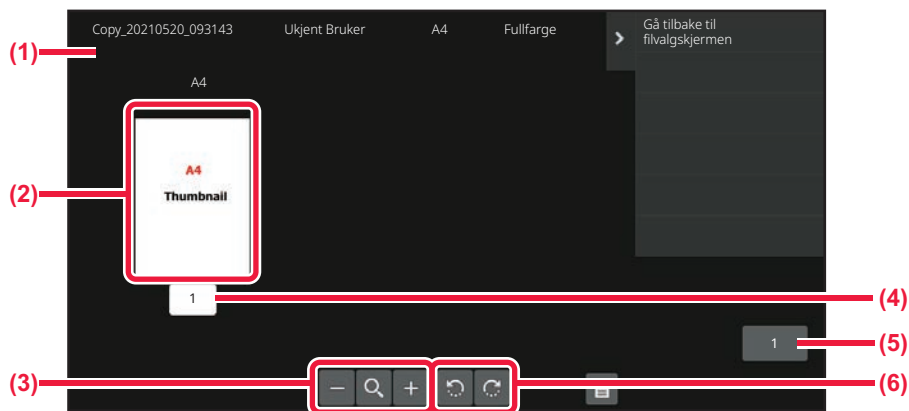 Copy_20210520_093143 Ukjent Bruker A4 Fullfarge
Gå tilbake til
filvalgskjermen
(1)
A4
A4
Thumbnail
(2)
1
(4)
1
(5)
(3)
(6)